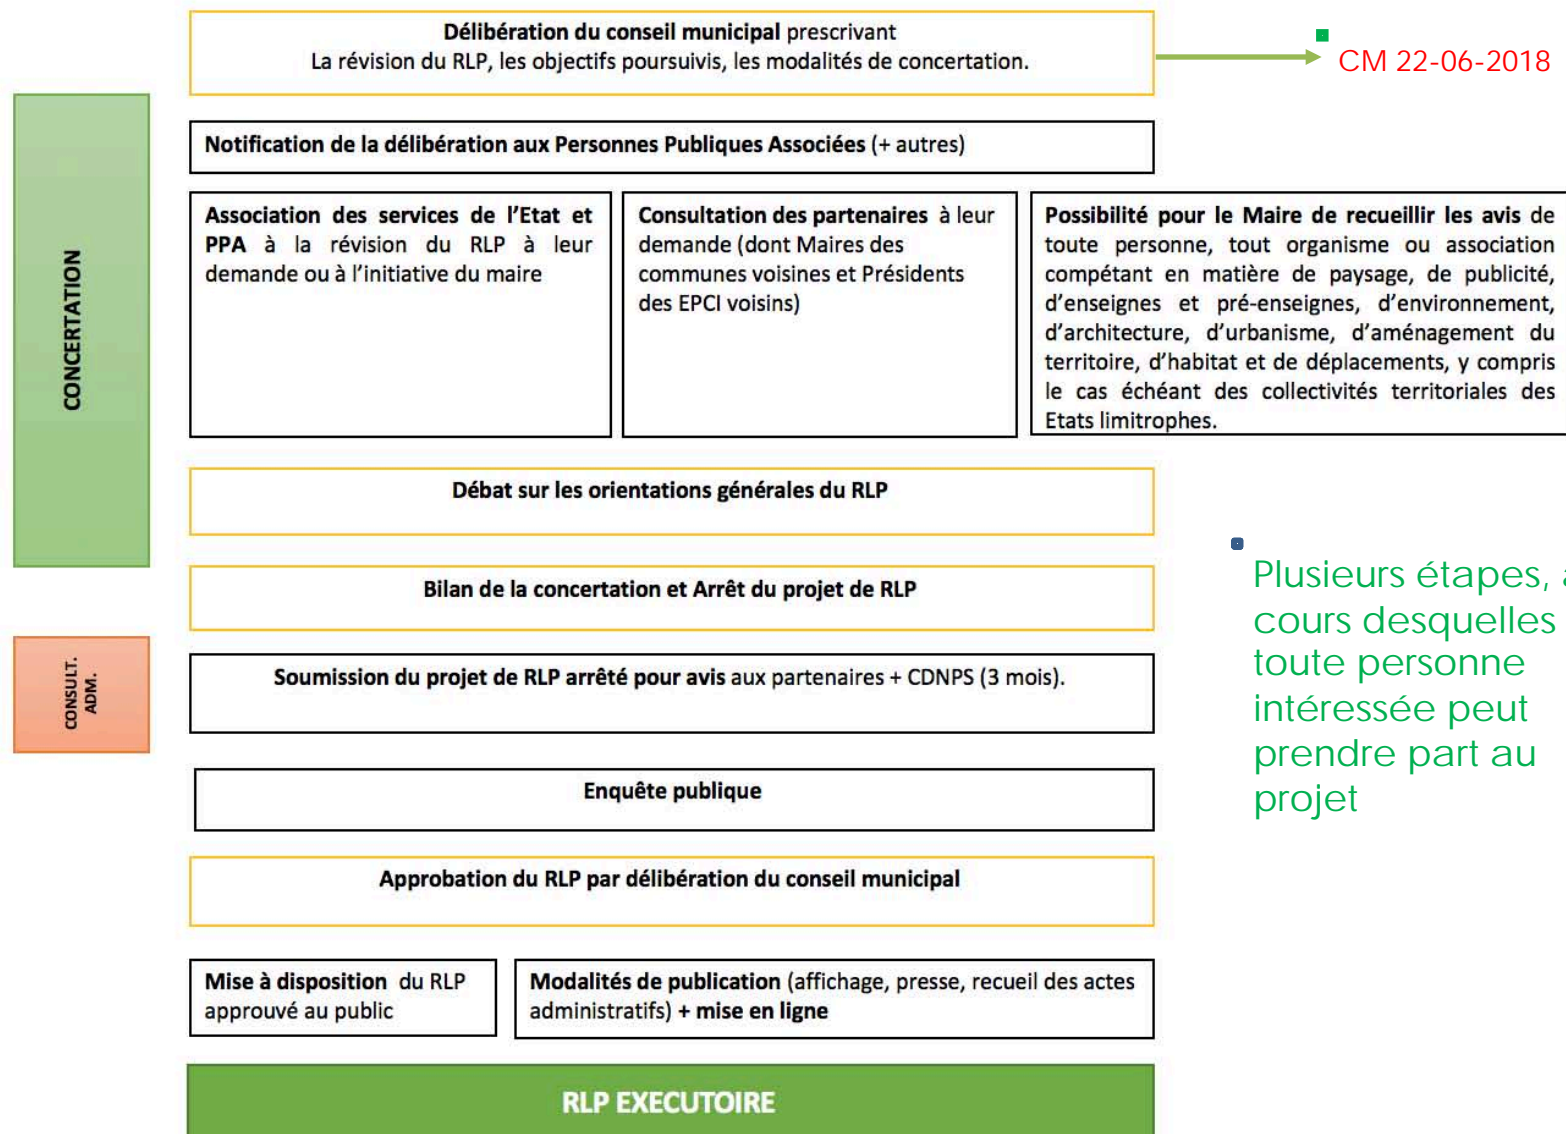 Délibération du conseil municipal prescrivant
La révision du RLP, les objectifs poursuivis, les modalités de concertation.
CM 22-06-2018
CONCERTATION
Notification de la délibération aux Personnes Publiques Associées (+ autres)
Association des services de l'Etat et
PPA à la révision du RLP à leur
demande ou à l'initiative du maire
Consultation des partenaires à leur
demande (dont Maires des
communes voisines et Présidents
des EPCI voisins)
Possibilité pour le Maire de recueillir les avis de
toute personne, tout organisme ou association
compétant en matière de paysage, de publicité,
d'enseignes et pré-enseignes, d'environnement,
d'architecture, d'urbanisme, d'aménagement du
territoire, d'habitat et de déplacements, y compris
le cas échéant des collectivités territoriales des
Etats limitrophes.
Débat sur les orientations générales du RLP
Bilan de la concertation et Arrêt du projet de RLP
Plusieurs étapes,
cours desquelles
toute personne
intéressée peut
prendre part au
projet
CONSULT.
ADM.
Soumission du projet de RLP arrêté pour avis aux partenaires + CDNPS (3 mois).
Enquête publique
Approbation du RLP par délibération du conseil municipal
Mise à disposition du RLP
approuvé au public
Modalités de publication (affichage, presse, recueil des actes
administratifs) + mise en ligne
RLP EXECUTOIRE